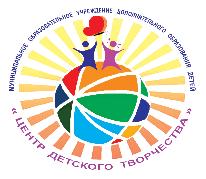 МУНИЦИПАЛЬНОЕ ОБРАЗОВАТЕЛЬНОЕ УЧРЕЖДЕНИЕ ДОПОЛНИТЕЛЬНОГО ОБРАЗОВАНИЯ ДЕТЕЙ
« ЦЕНТР ДЕТСКОГО ТВОРЧЕСТВА »